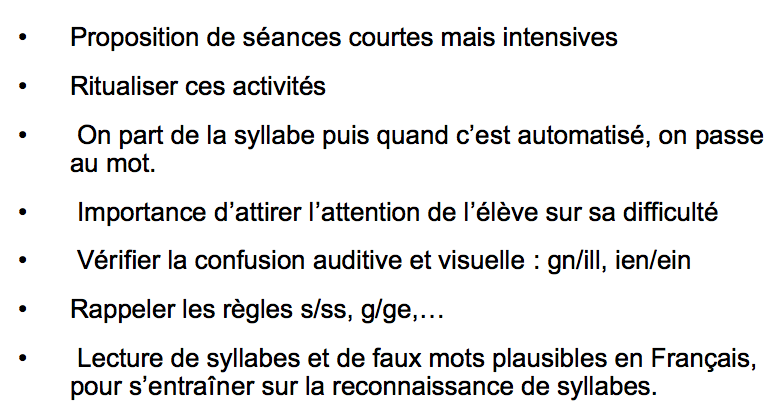 • Proposition de séances courtes mais intensives
• Ritualiser ces activités
• On part de la syllabe puis quand c’est automatisé, on passe
au mot.
• Importance d’attirer l’attention de l’élève sur sa difficulté
• Vérifier la confusion auditive et visuelle : gn/ill, ien/ein
• Rappeler les règles s/ss, g/ge,…
• Lecture de syllabes et de faux mots plausibles en Français,
pour s’entraîner sur la reconnaissance de syllabes.